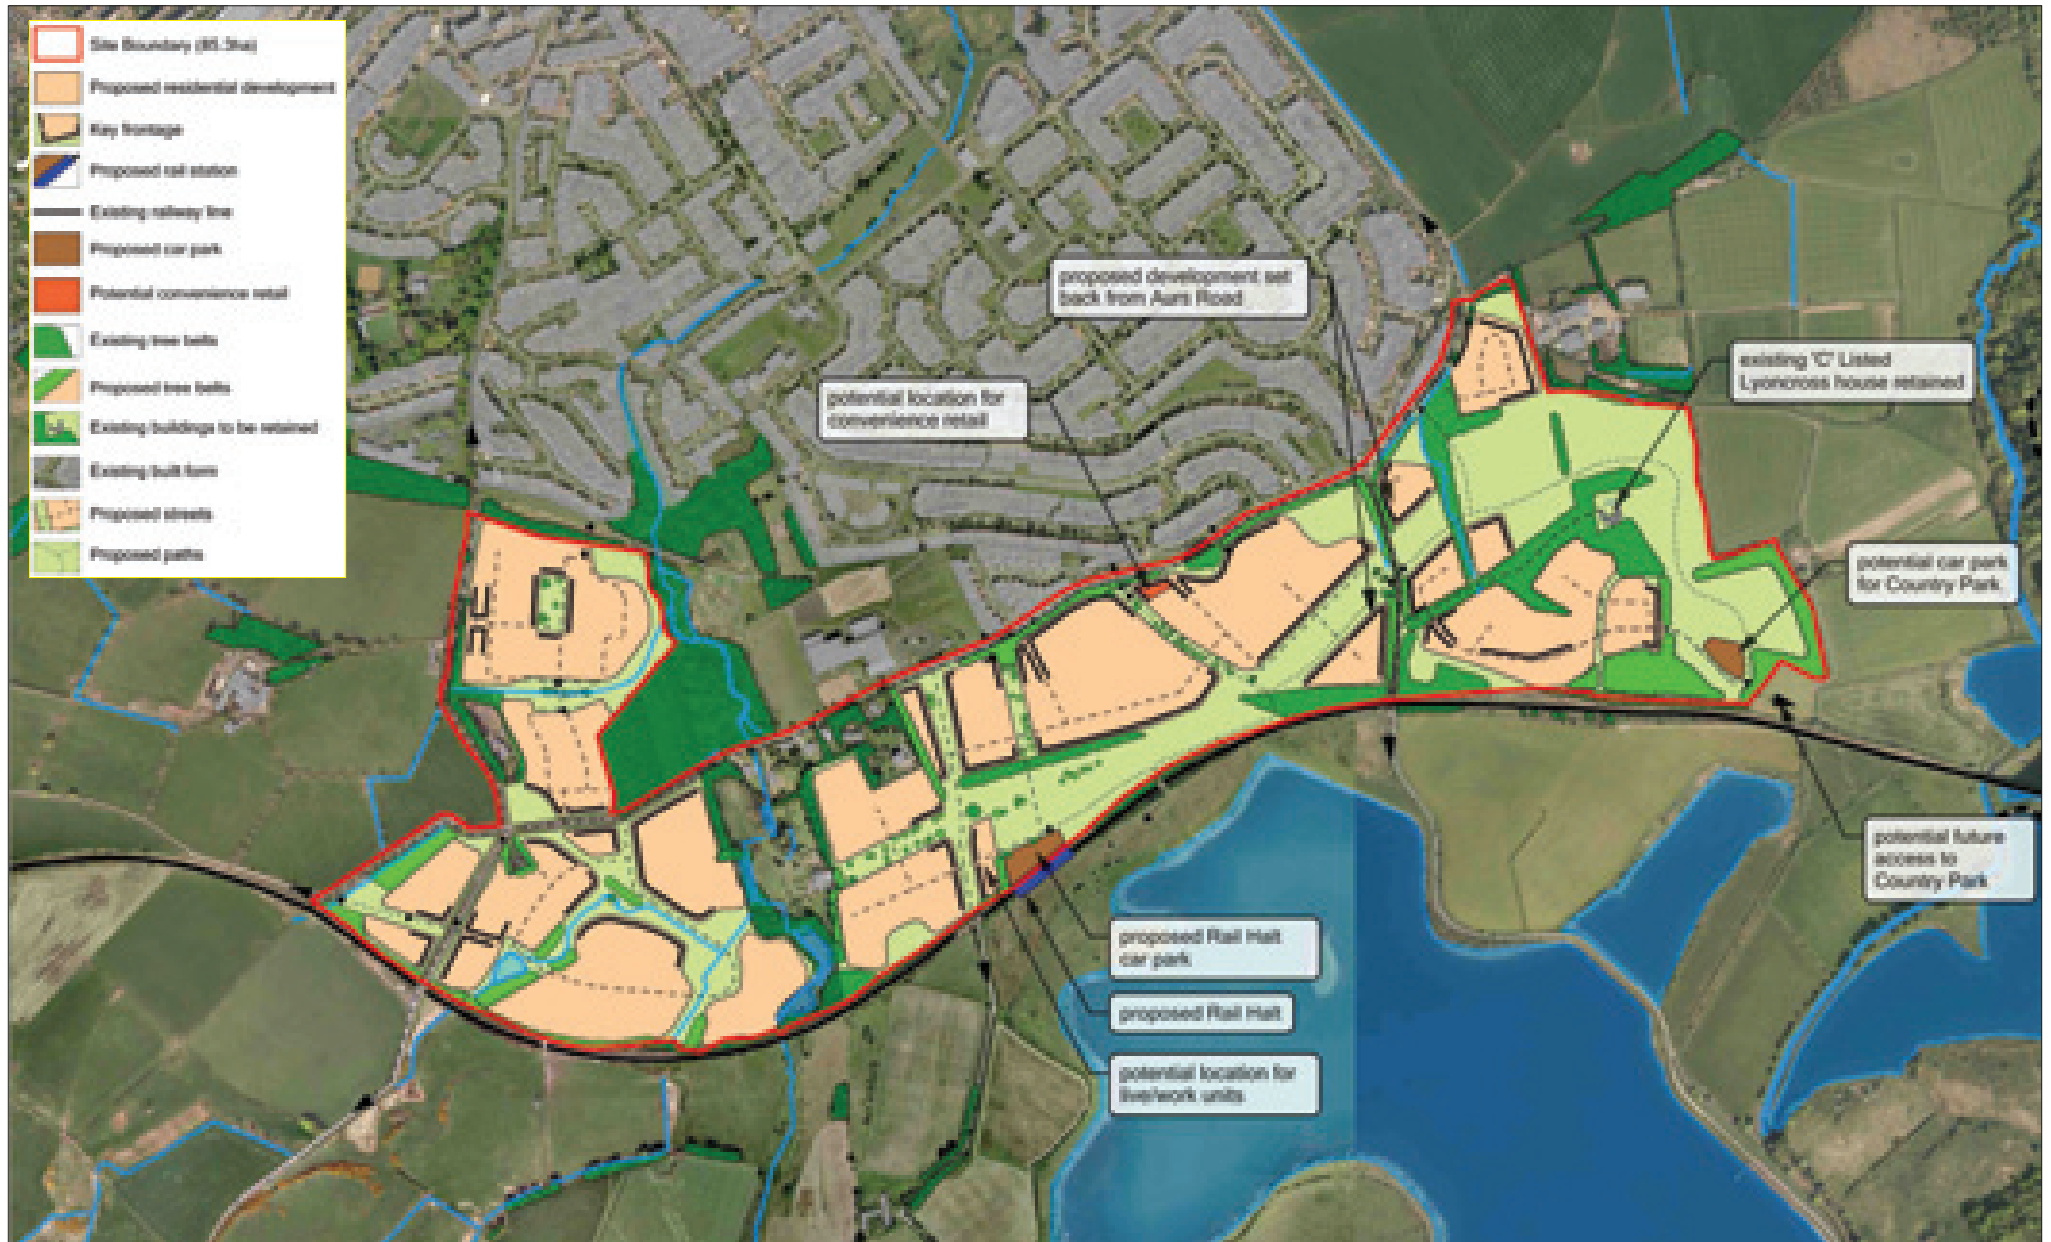 Site Boundary (85.3ha)
Proposed residential development
Key frontage
Proposed rail station
Existing railway line
Proposed car park
Potential convenience retail
Existing tree belts
Proposed tree belts
Existing buildings to be retained
Existing built form
Proposed streets
Proposed paths
proposed development set
back from Aurs Road
potential location for
convenience retail
existing 'C' Listed
Lyoncross house retained
potential car park
for Country Park
potential future
access to
Country Park
proposed Rail Halt
car park
proposed Rail Halt
potential location for
live/work units